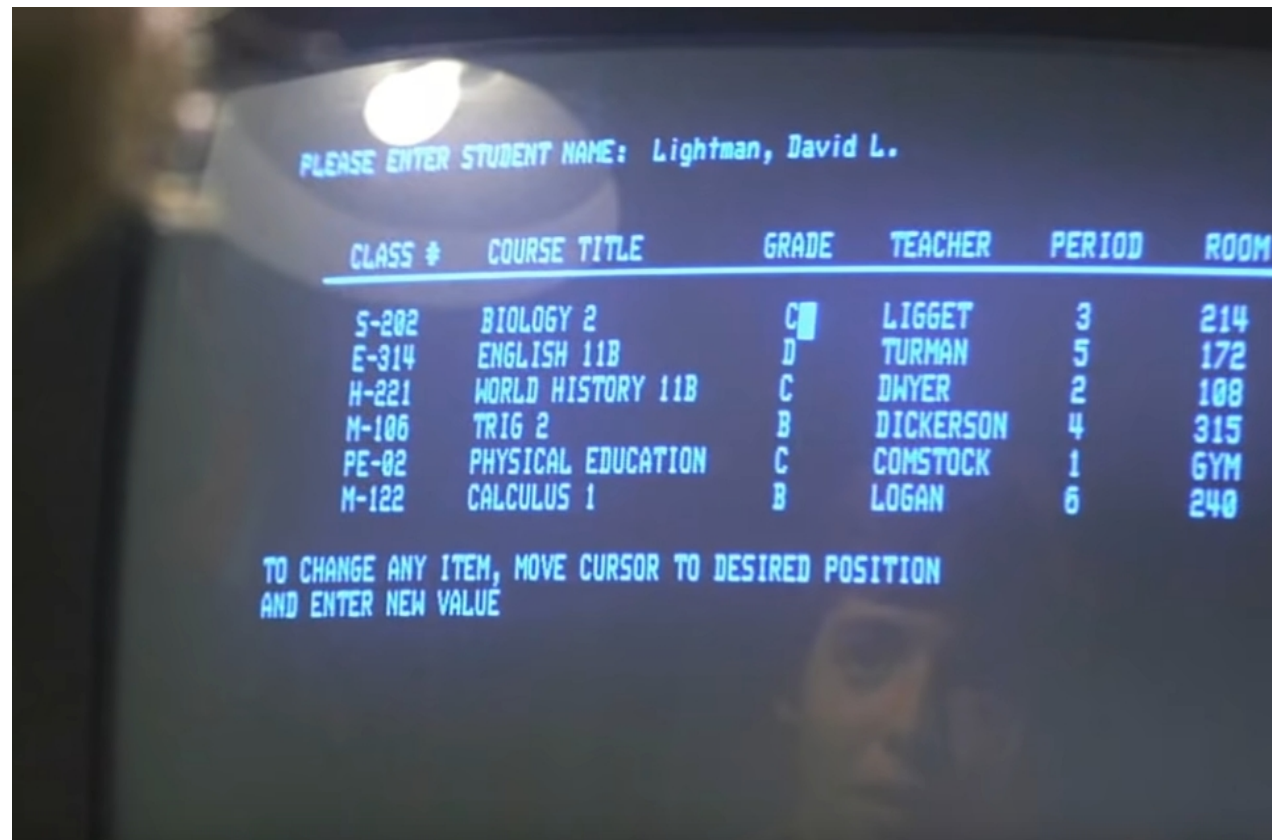 PLEASE ENTER STUDENT NAME: Lightman, David L.
CLASS # COURSE TITLE GRADE TEACHER PERIOD ROOM
S-202 BIOLOGY 2 C LIGGET 3 214
E-314 ENGLISH 11B D TURMAN 5 172
H-221 WORLD HISTORY 11B C DWYER 2 108
M-106 TRIG 2 B DICKERSON 4 315
PE-02 PHYSICAL EDUCATION C COMSTOCK 1 GYM
M-122 CALCULUS 1 B LOGAN 6 240
TO CHANGE ANY ITEM, MOVE CURSOR TO DESIRED POSITION
AND ENTER NEW VALUE